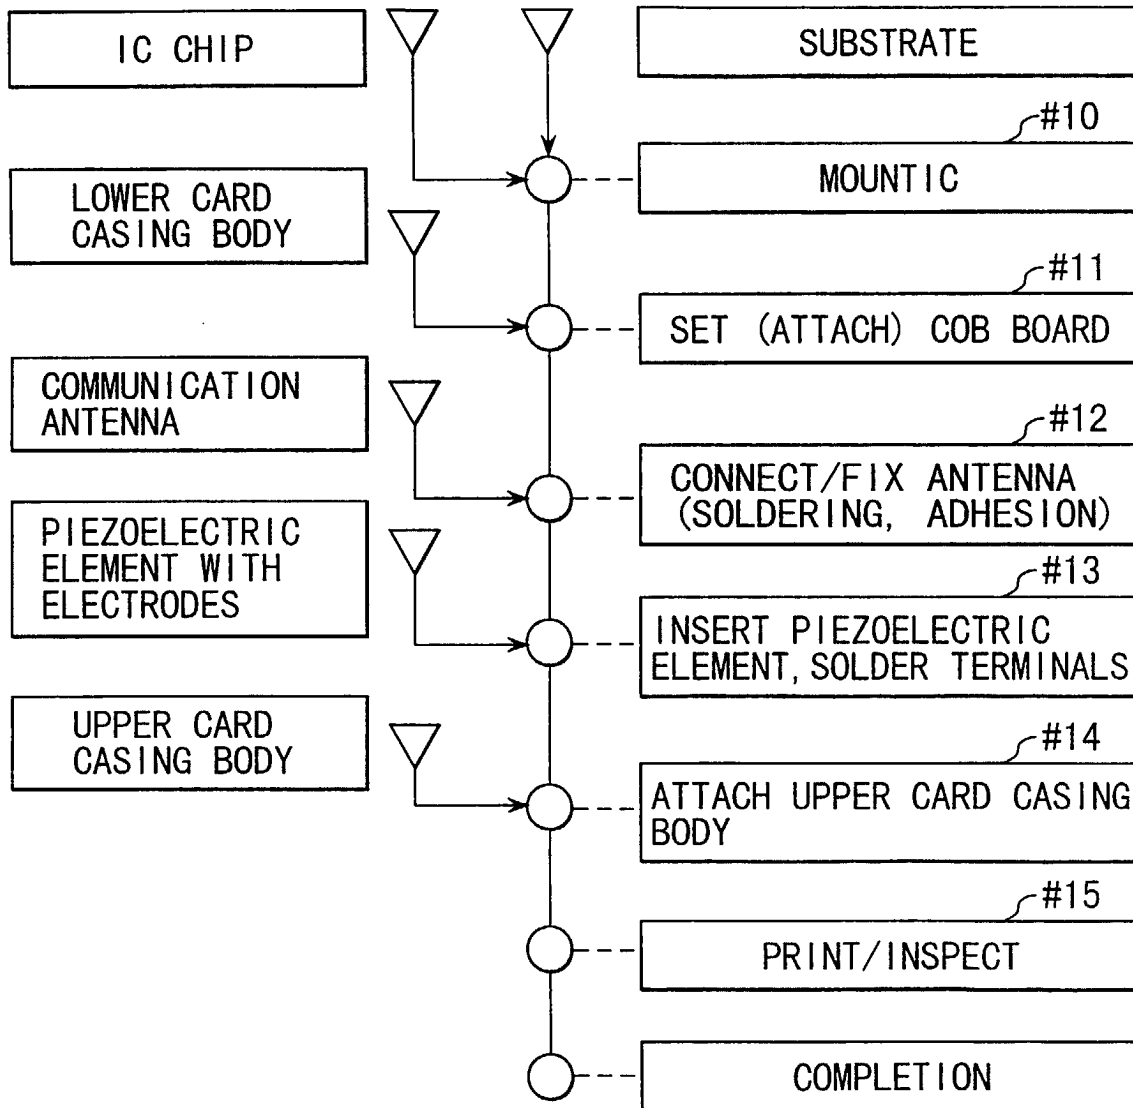 IC CHIP
SUBSTRATE
#10
MOUNTIC
LOWER CARD
CASING BODY
#11
SET (ATTACH) COB BOARD
COMMUNICATION
ANTENNA
#12
CONNECT/FIX ANTENNA
(SOLDERING, ADHESION)
PIEZOELECTRIC
ELEMENT WITH
ELECTRODES
#13
INSERT PIEZOELECTRIC
ELEMENT, SOLDER TERMINALS
UPPER CARD
CASING BODY
#14
ATTACH UPPER CARD CASING
BODY
#15
PRINT/INSPECT
COMPLETION